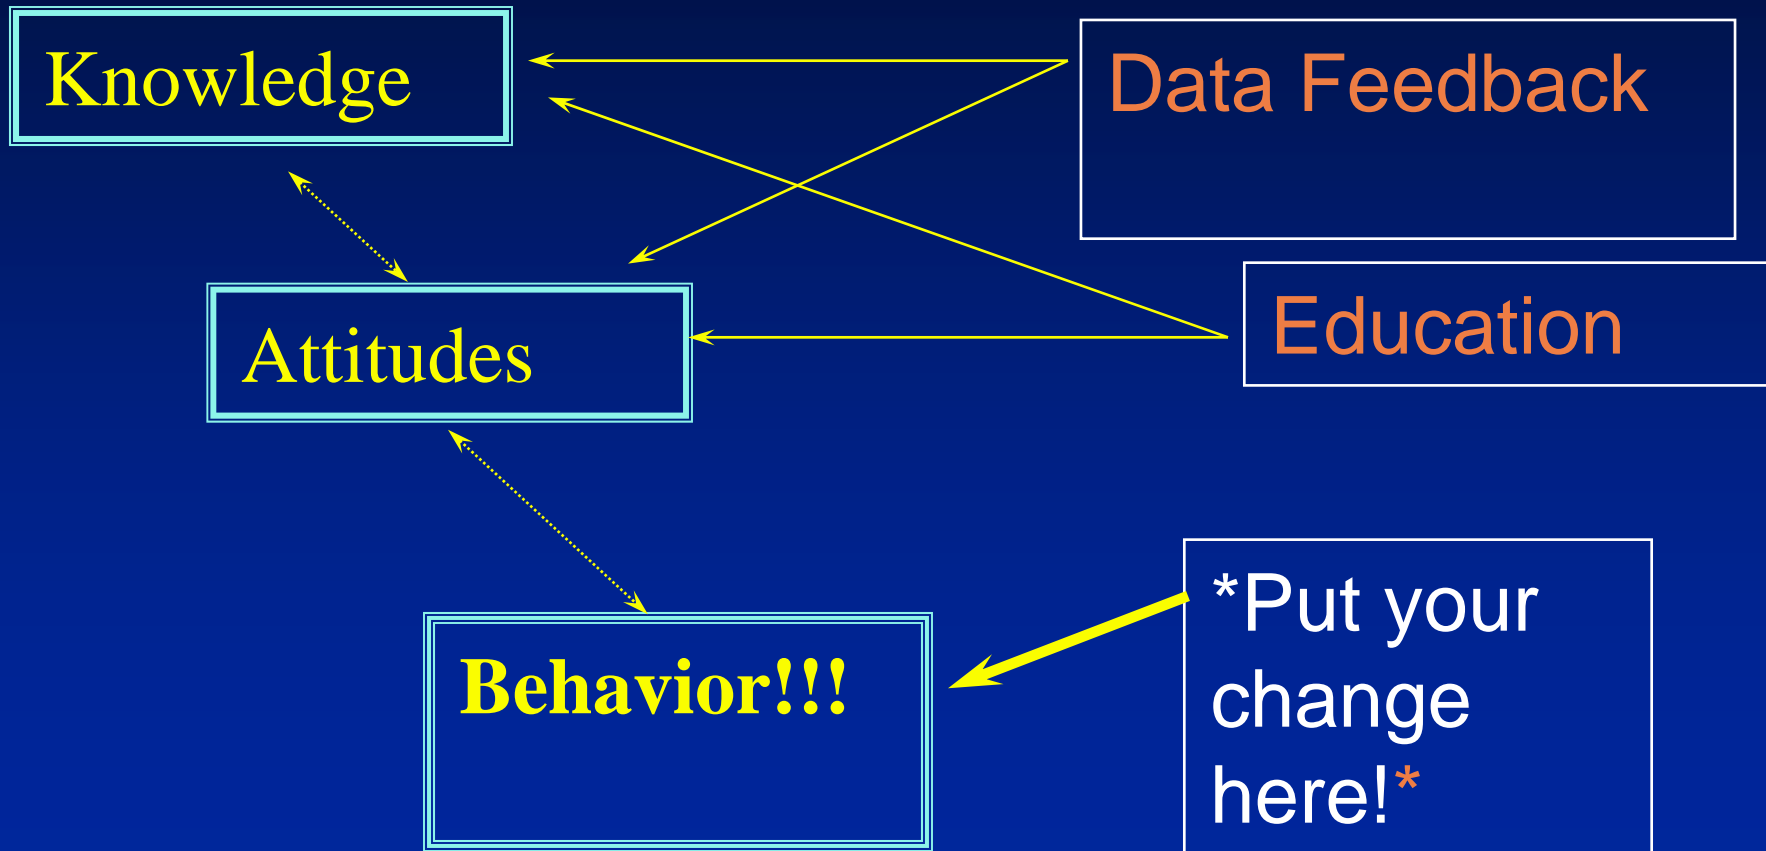 Knowledge
Data Feedback
Attitudes
Education
Behavior!!!
*Put your
change
here!*